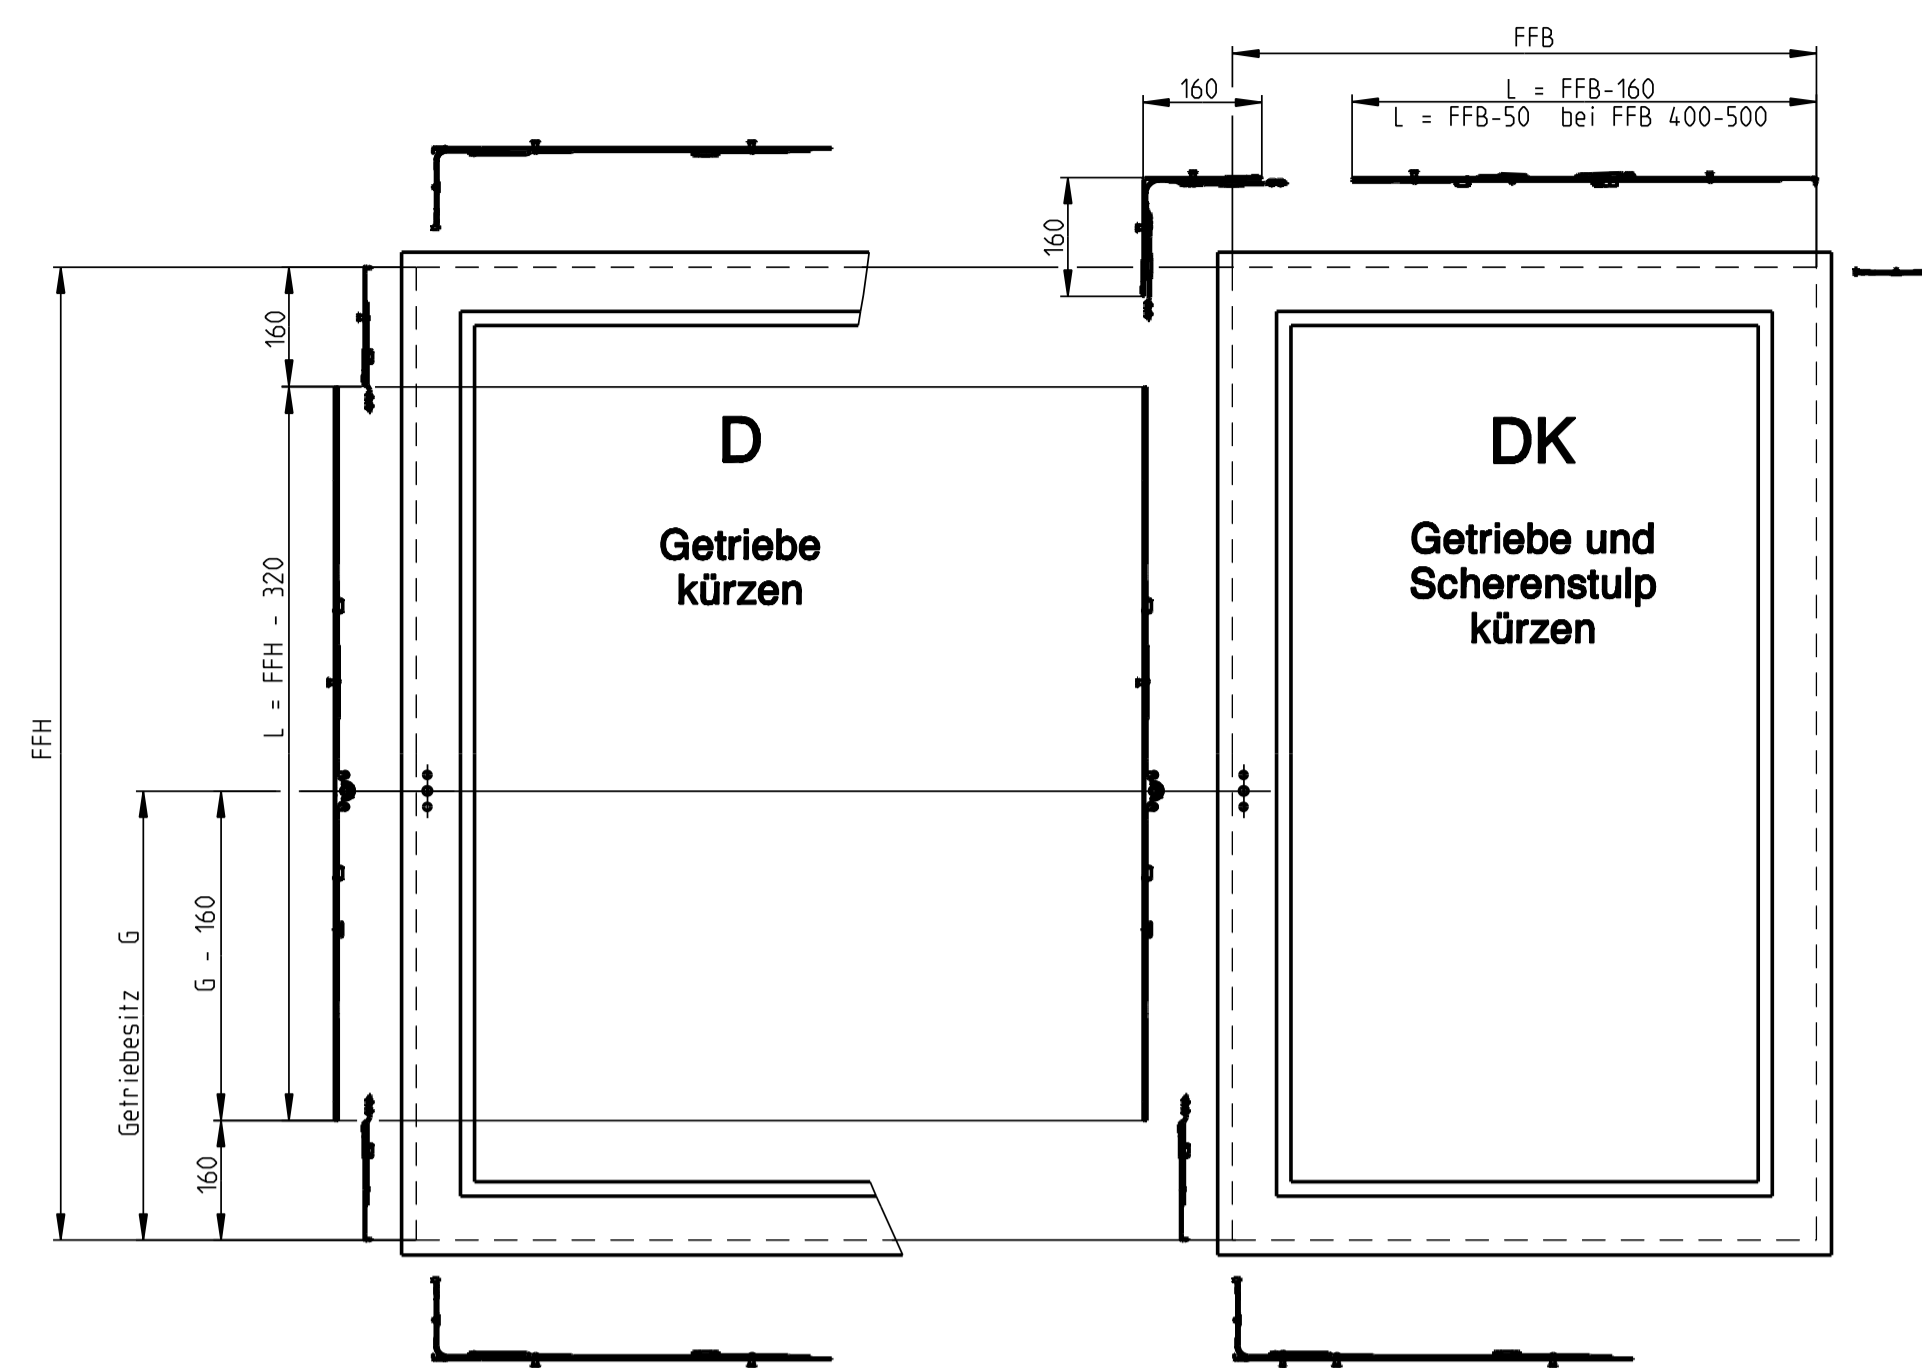 FFB
160
L = FFB-160
L = FFB-50 bei FFB 400-500
160
160
D
Getriebe
kürzen
DK
Getriebe und
Scherenstulp
kürzen
L = FFH - 320
FFH
G - 160
Getriebesitz G
160